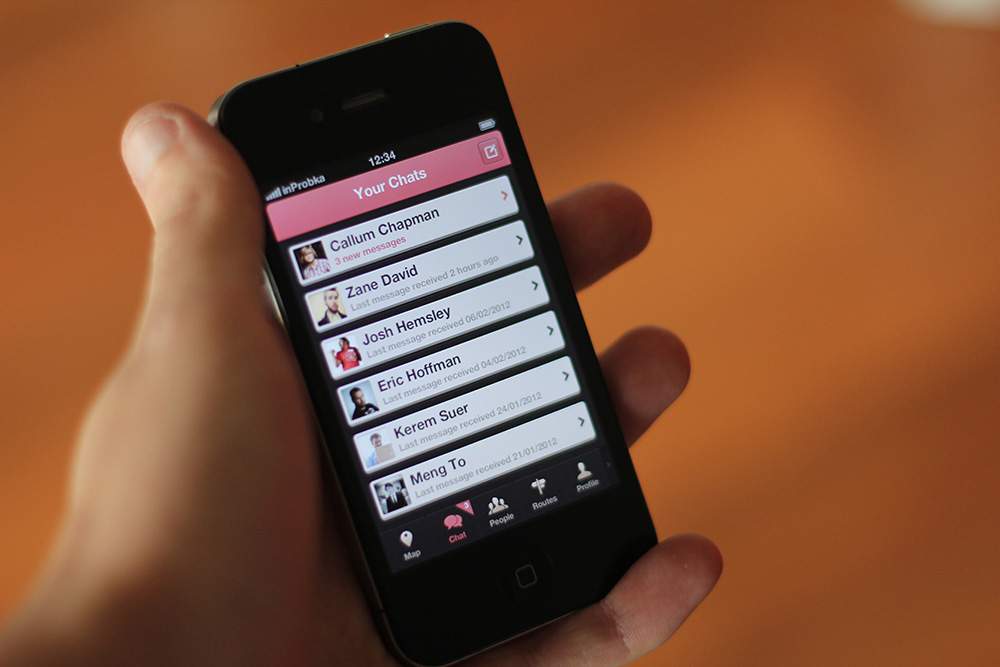 inProbka 12:34
Your Chats
Callum Chapman
3 new messages
Zane David
Last message received 2 hours ago
Josh Hemsley
Last message received 06/02/2012
Eric Hoffman
Last message received 04/02/2012
Kerem Suer
Last message received 24/01/2012
Meng To
Last message received 21/01/2012
3
Map Chat People Routes Profile